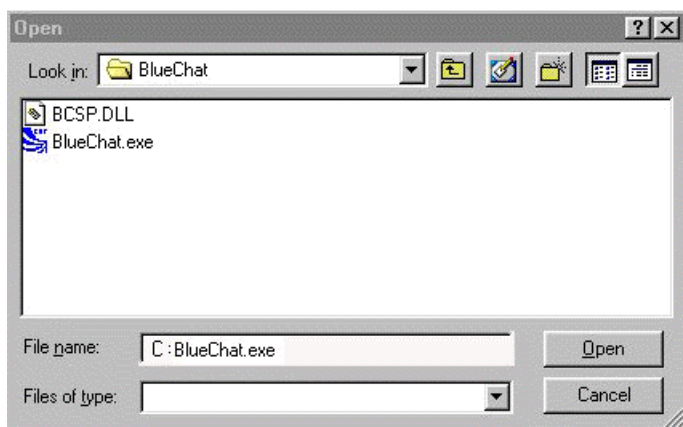 Open
Look in: BlueChat
BCSP.DLL
BlueChat.exe
File name: C:BlueChat.exe Open
Files of type: Cancel